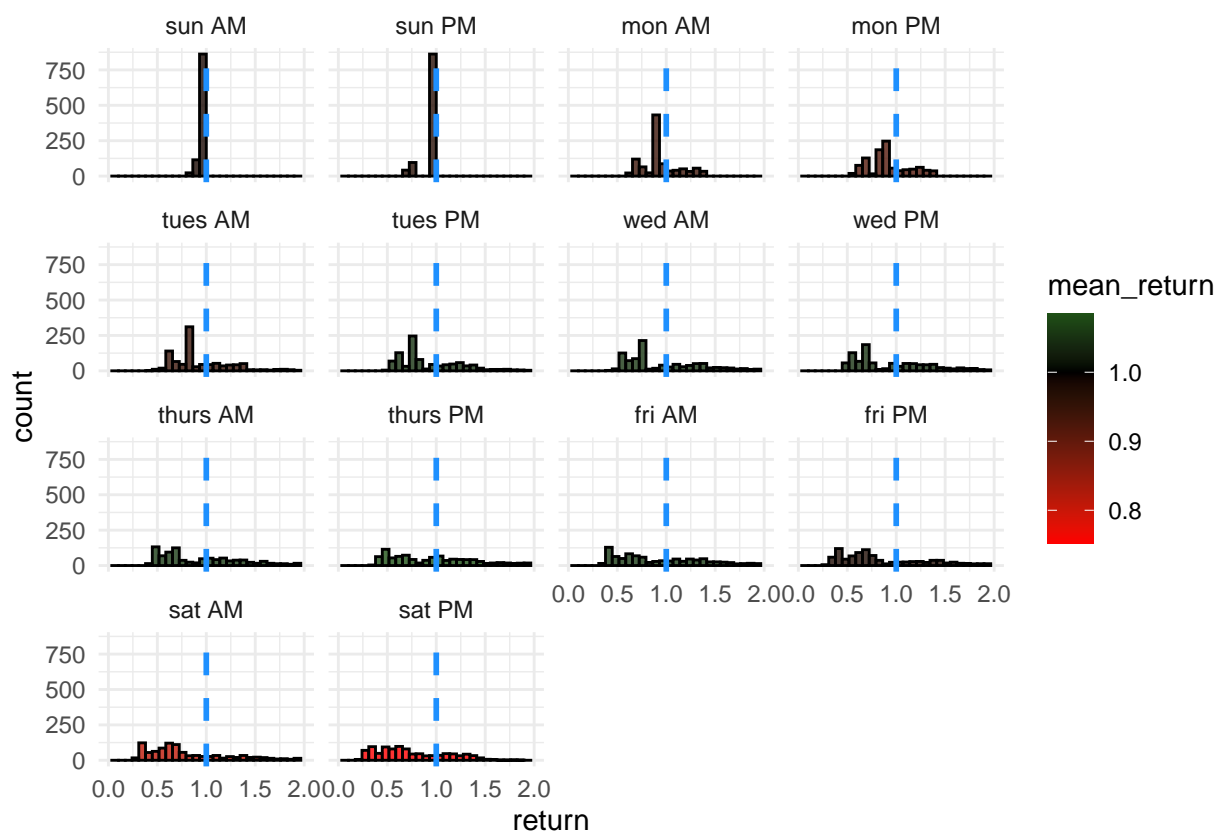 sun AM
sun PM
mon AM
mon PM
750
500
250
0
tues AM
tues PM
wed AM
wed PM
750
500
250
0
thurs AM
thurs PM
fri AM
fri PM
750
500
250
0
0.0 0.5 1.0 1.5 2.0
0.0 0.5 1.0 1.5 2.0
sat AM
sat PM
750
500
250
0
0.0 0.5 1.0 1.5 2.0
0.0 0.5 1.0 1.5 2.0
return
count
mean_return
1.0
0.9
0.8